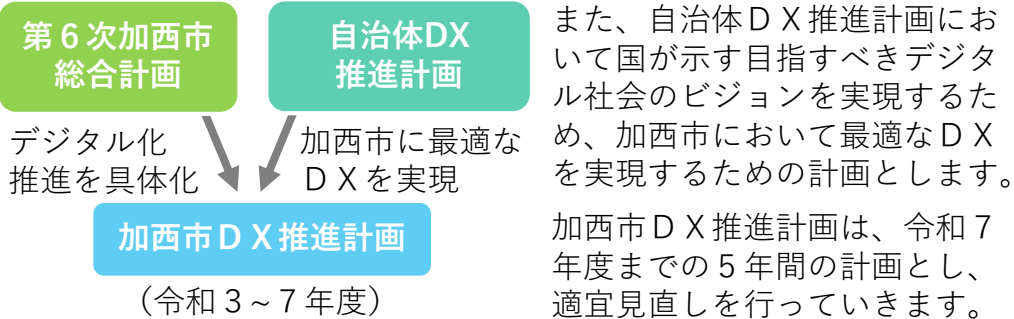 第６次加西市
総合計画
自治体DX
推進計画
デジタル化
推進を具体化
加西市に最適な
ＤＸを実現
加西市ＤＸ推進計画
（令和３～７年度）
また、自治体ＤＸ推進計画にお
いて国が示す目指すべきデジタ
ル社会のビジョンを実現するた
め、加西市において最適なＤＸ
を実現するための計画とします。
加西市ＤＸ推進計画は、令和７
年度までの５年間の計画とし、
適宜見直しを行っていきます。